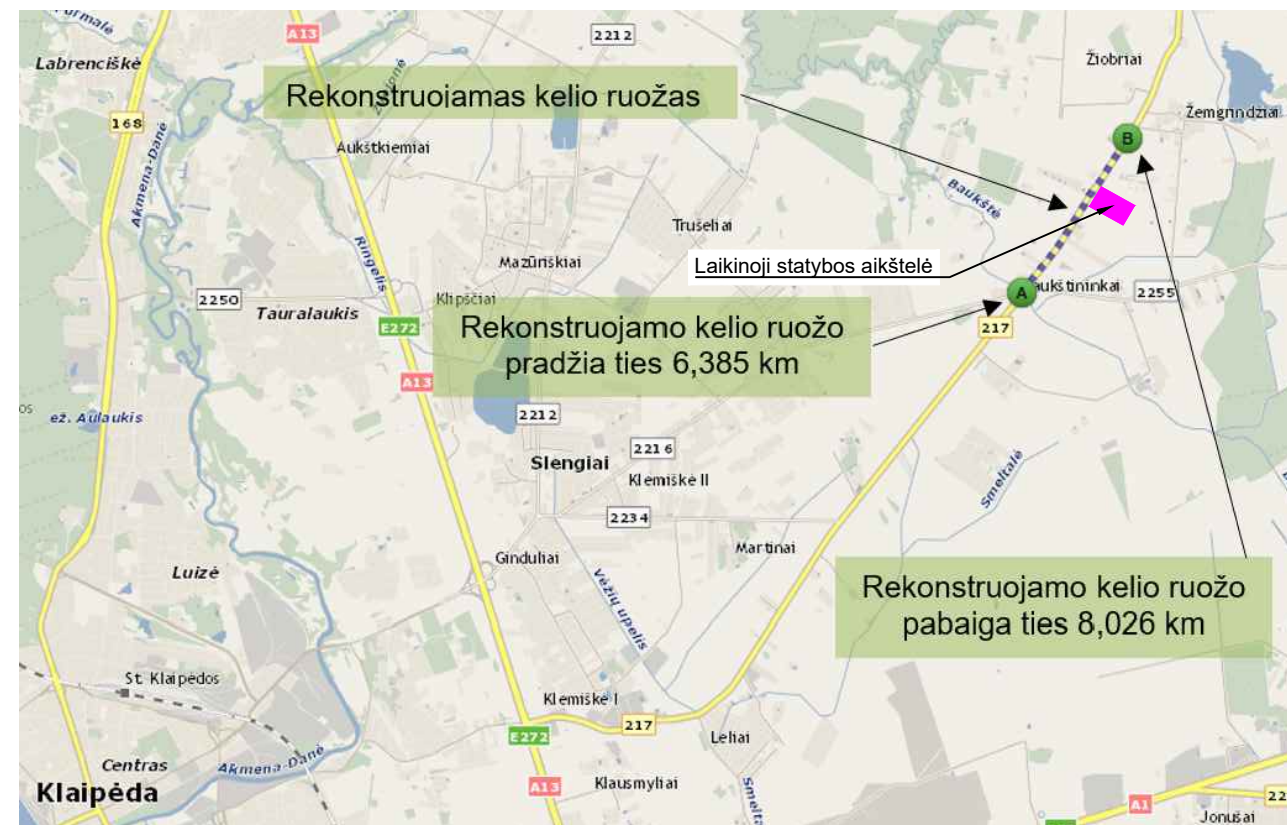 Labrenciškė
A13
2212
Žiobriai
Rekonstruojamas kelio ruožas
Žemgrindžiai
168
Aukštkiemiai
B
Akmena-Danė
Baukštė
Trušeliai
Ringelis
Mazūriškiai
Laikinoji statybos aikštelė
2250
Klipščiai
A
2255
Tauralaukis
E272
Rekonstruojamo kelio ruožo
pradžia ties 6,385 km
217
A13
ež. Aulaukis
2212
Slengiai
2216
Klemiškė II
Smeltalė
2234
Martinai
Ginduliai
Luizė
Vėžių upelis
Rekonstruojamo kelio ruožo
pabaiga ties 8,026 km
St. Klaipėdos
Klemiškė I
217
E272
Leliai
Centras
Akmena-Danė
Klaipėda
A13
Klausmyliai
A1
Jonušai